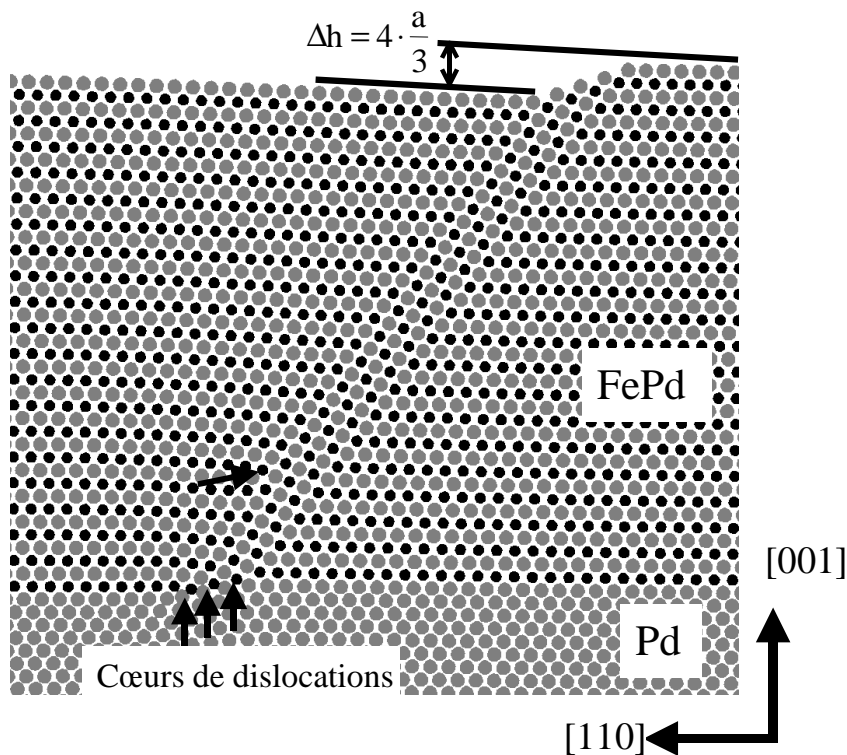 Δh = 4 · a/3
FePd
[001]
Pd
Cœurs de dislocations
[110]